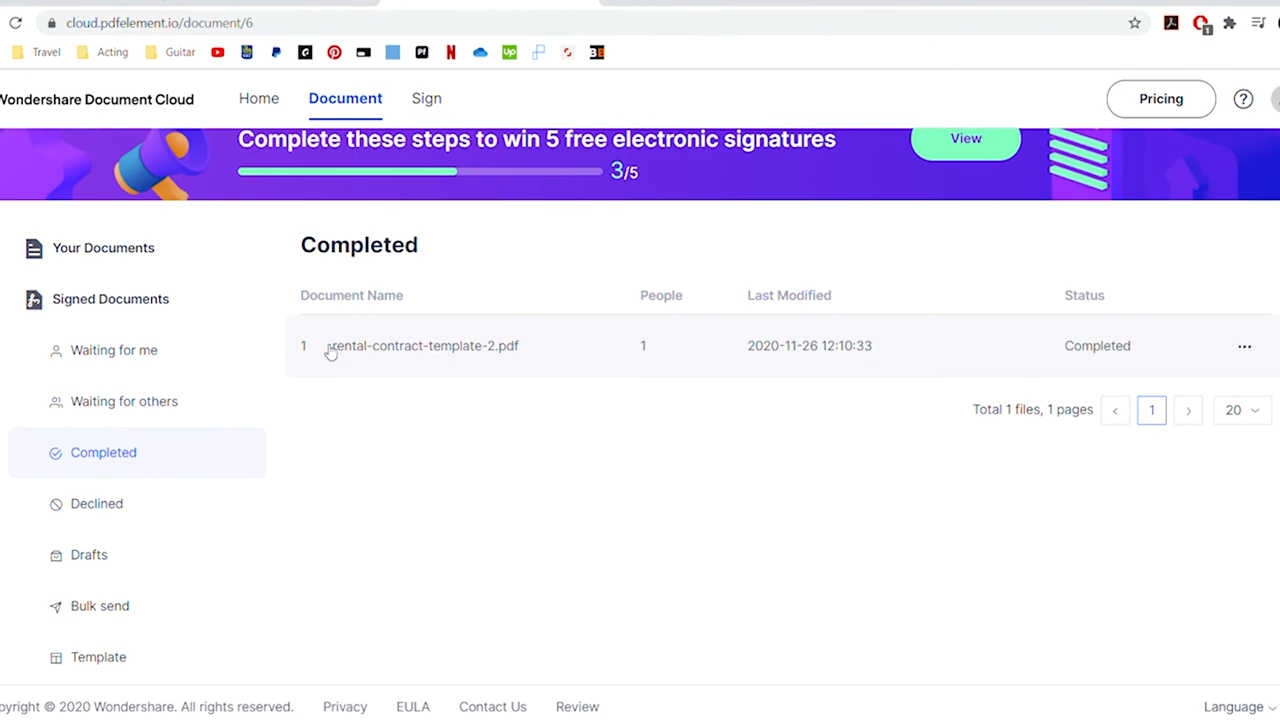 cloud.pdfelement.io/document/6
1
Travel Acting Guitar
Wondershare Document Cloud Home Document Sign Pricing ?
Complete these steps to win 5 free electronic signatures View
3/5
Your Documents
Completed
Signed Documents
Document Name People Last Modified Status
Waiting for me
1 rental-contract-template-2.pdf 1 2020-11-26 12:10:33 Completed ...
Waiting for others
Total 1 files, 1 pages < 1 > 20
Completed
Declined
Drafts
Bulk send
Template
pyright © 2020 Wondershare. All rights reserved. Privacy EULA Contact Us Review Language